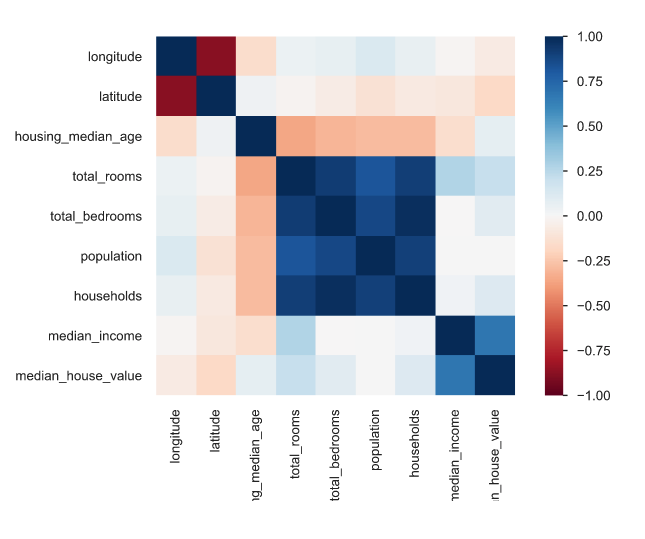 longitude
latitude
housing_median_age
total_rooms
total_bedrooms
population
households
median_income
median_house_value
longitude
latitude
ng_median_age
total_rooms
total_bedrooms
population
households
median_income
n_house_value
1.00
0.75
0.50
0.25
0.00
−0.25
−0.50
−0.75
−1.00